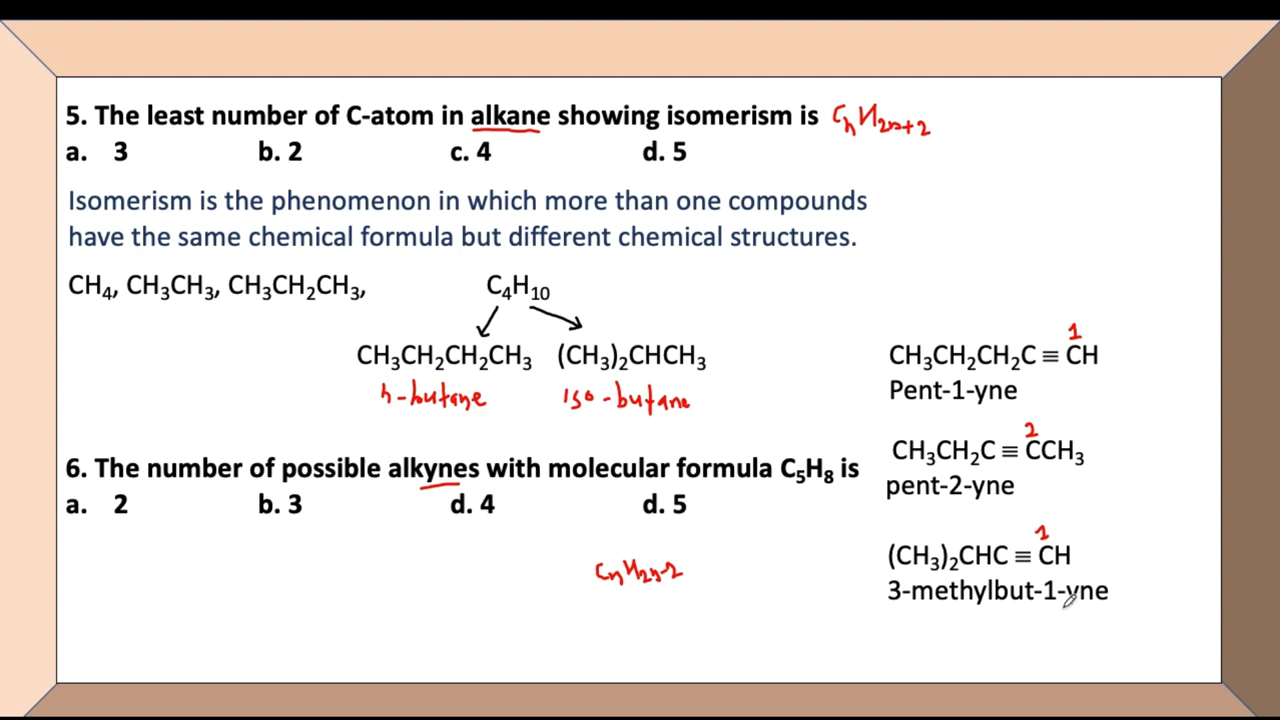 5. The least number of C-atom in alkane showing isomerism is CnH2n+2
a. 3 b. 2 c. 4 d. 5
Isomerism is the phenomenon in which more than one compounds
have the same chemical formula but different chemical structures.
CH₄, CH₃CH₃, CH₃CH₂CH₃, C₄H₁₀
CH₃CH₂CH₂CH₃ (CH₃)₂CHCH₃
n-butane iso-butane
6. The number of possible alkynes with molecular formula C₅H₈ is
a. 2 b. 3 d. 4 d. 5
CnH2n-2
1
CH₃CH₂CH₂C ≡ CH
Pent-1-yne
2
CH₃CH₂C ≡ CCH₃
pent-2-yne
1
(CH₃)₂CHC ≡ CH
3-methylbut-1-yne